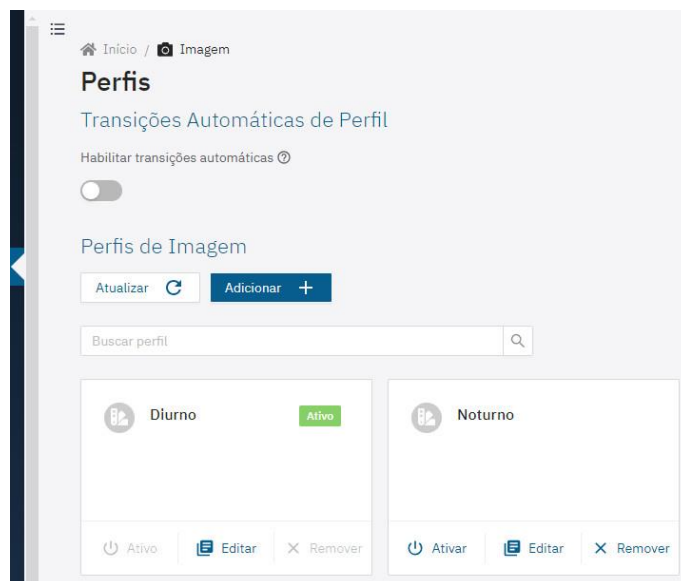 Início / Imagem
Perfis
Transições Automáticas de Perfil
Habilitar transições automáticas
Perfis de Imagem
Atualizar Adicionar
Buscar perfil
Diurno Ativo Noturno
Ativo Editar Remover Ativar Editar Remover